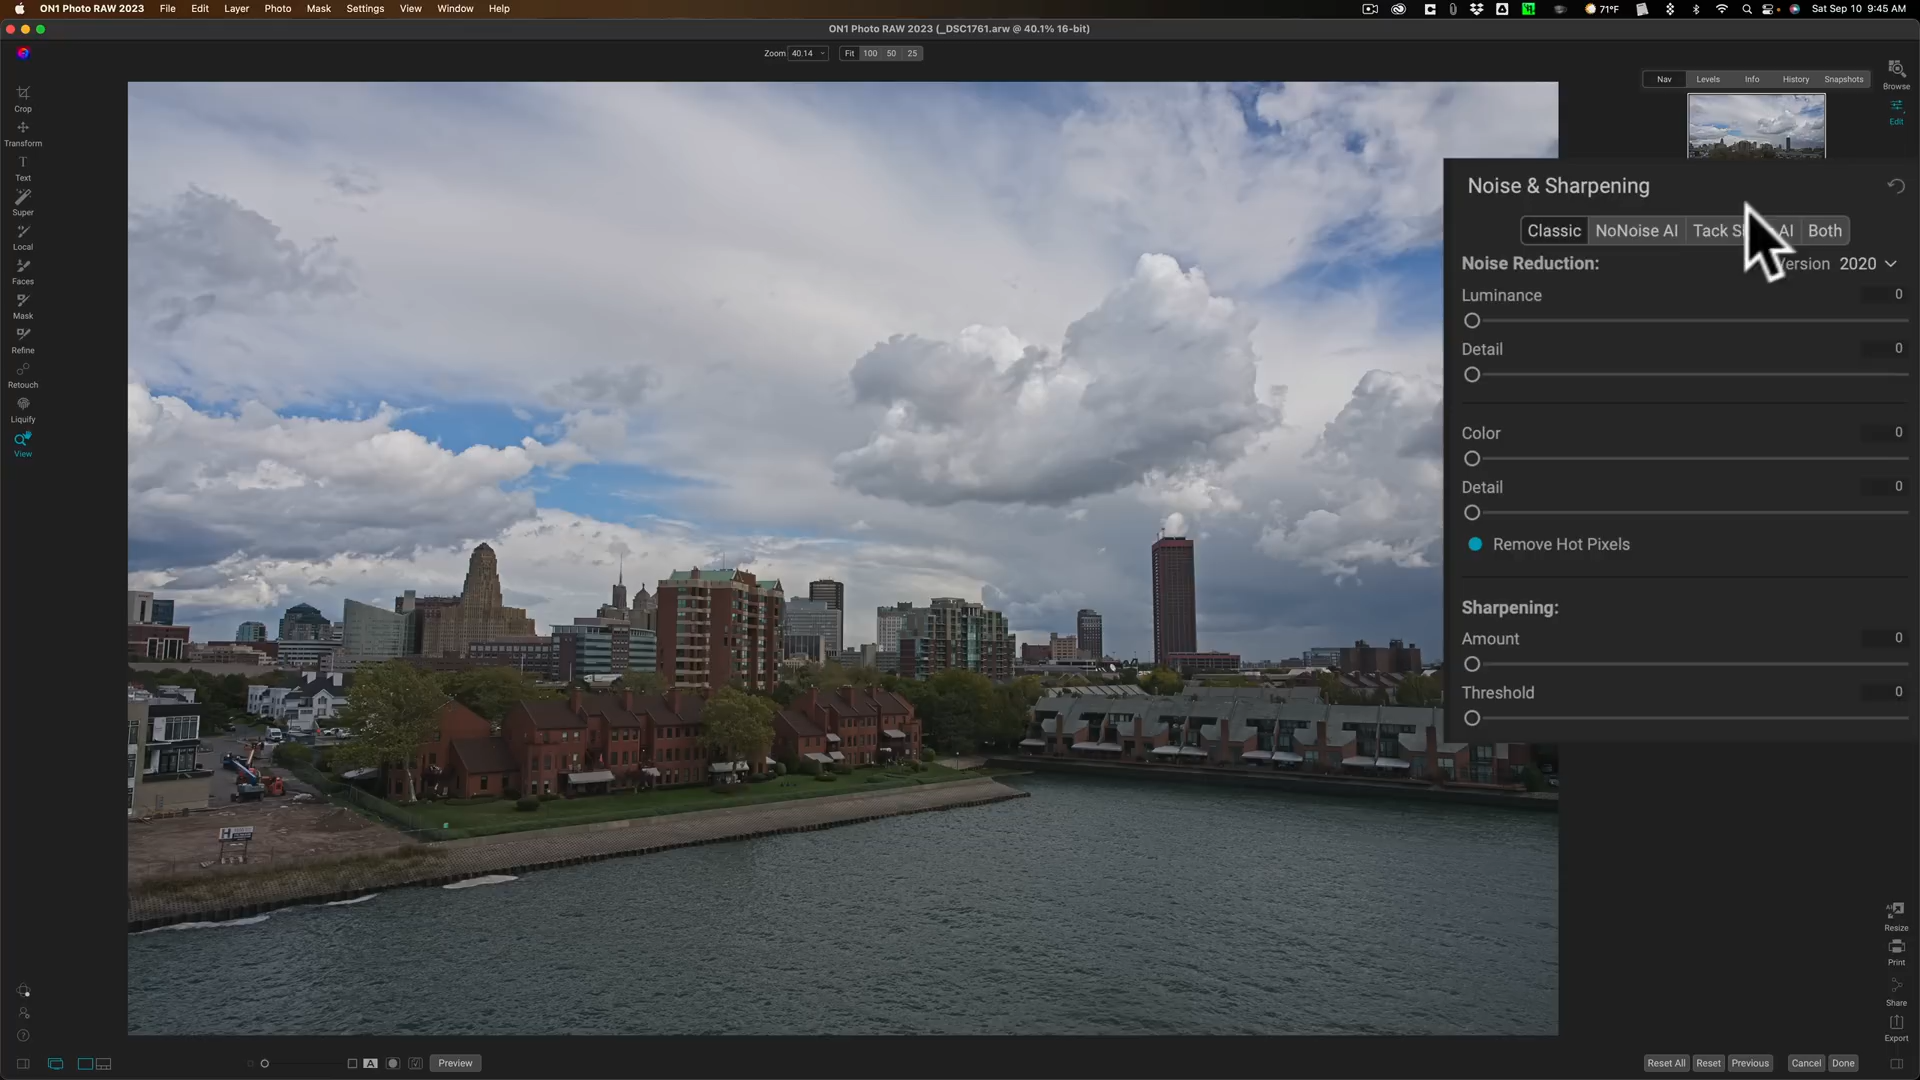 ON1 Photo RAW 2023 File Edit Layer Photo Mask Settings View Window Help
71°F Sat Sep 10 9:45 AM
ON1 Photo RAW 2023 (_DSC1761.arw @ 40.1% 16-bit)
Zoom 40.14 Fit 100 50 25
Nav Levels Info History Snapshots
Browse
Edit
Crop
Transform
Text
Super
Local
Faces
Mask
Refine
Retouch
Liquify
View
Noise & Sharpening
Classic NoNoise AI Tack AI Both
Noise Reduction: 2020
Luminance 0
Detail 0
Color 0
Detail 0
Remove Hot Pixels
Sharpening:
Amount 0
Threshold 0
Resize
Print
Share
Export
A Preview
Reset All Reset Previous Cancel Done